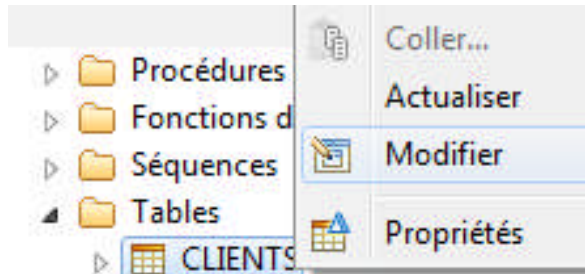 Procédures
Fonctions d
Séquences
Tables
CLIENTS
Coller...
Actualiser
Modifier
Propriétés